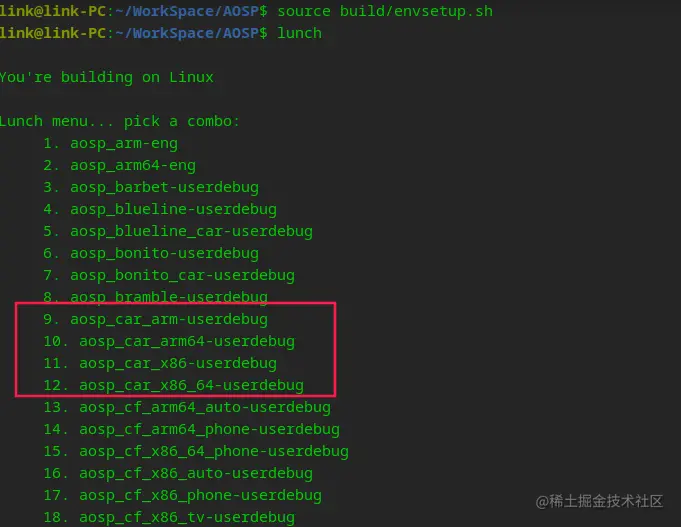 link@link-PC:~/WorkSpace/AOSP$ source build/envsetup.sh
link@link-PC:~/WorkSpace/AOSP$ lunch
You're building on Linux
Lunch menu... pick a combo:
1. aosp_arm-eng
2. aosp_arm64-eng
3. aosp_barbet-userdebug
4. aosp_blueline-userdebug
5. aosp_blueline_car-userdebug
6. aosp_bonito-userdebug
7. aosp_bonito_car-userdebug
8. aosp_bramble-userdebug
9. aosp_car_arm-userdebug
10. aosp_car_arm64-userdebug
11. aosp_car_x86-userdebug
12. aosp_car_x86_64-userdebug
13. aosp_cf_arm64_auto-userdebug
14. aosp_cf_arm64_phone-userdebug
15. aosp_cf_x86_64_phone-userdebug
16. aosp_cf_x86_auto-userdebug
17. aosp_cf_x86_phone-userdebug
18. aosp_cf_x86_tv-userdebug
@稀土掘金技术社区